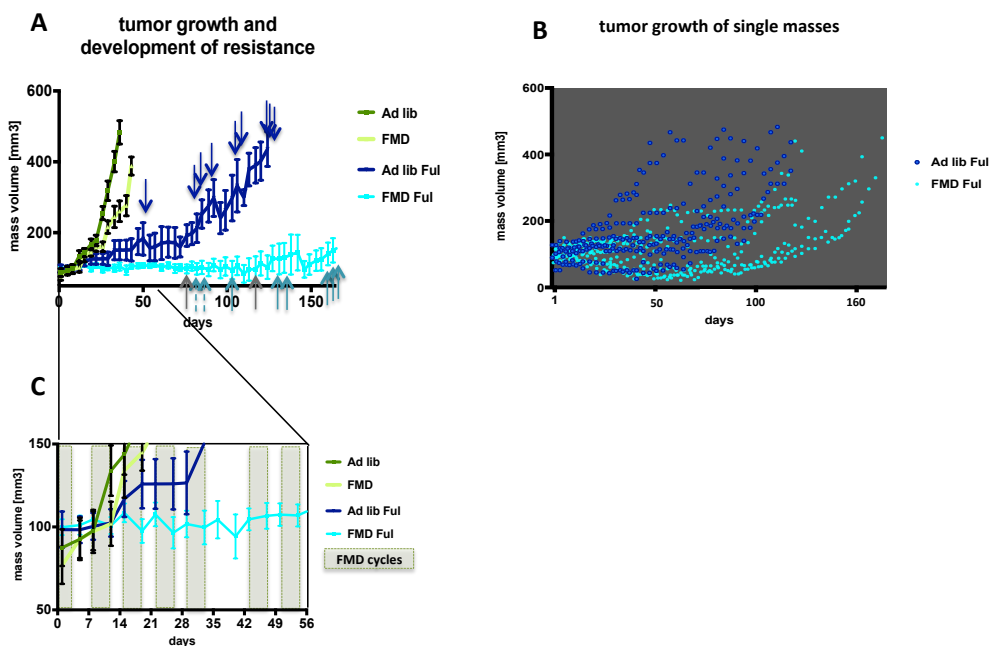 A
tumor growth and
development of resistance
mass volume [mm3]
600
400
200
0
50
100
150
days
Ad lib
FMD
Ad lib Ful
FMD Ful
B
tumor growth of single masses
mass volume [mm3]
600
400
200
0
1
50
100
160
days
Ad lib Ful
FMD Ful
C
mass volume [mm3]
150
100
50
0
7
14
21
28
35
42
49
56
days
Ad lib
FMD
Ad lib Ful
FMD Ful
FMD cycles